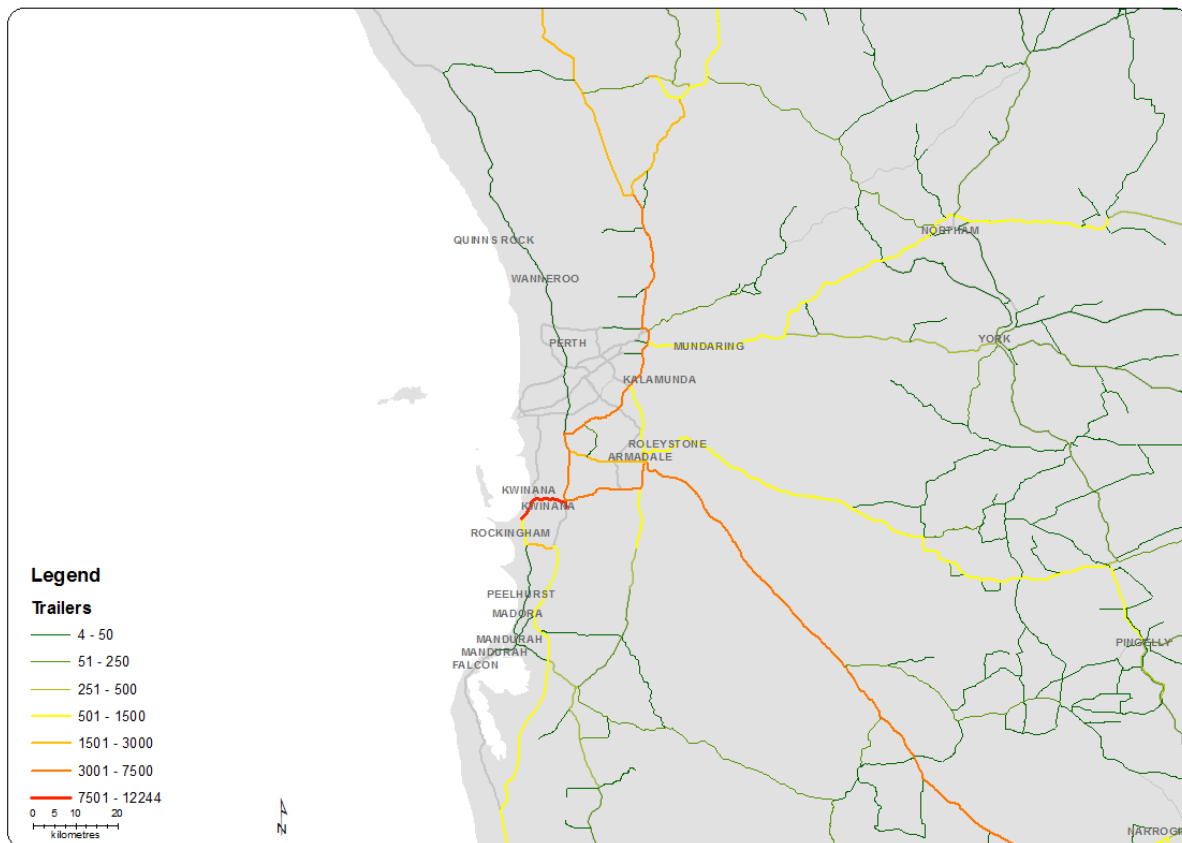 QUINNS ROCK
WANNEROO
NORTHAM
PERTH
MUNDARING
YORK
KALAMUNDA
ROLEYSTONE
ARMADALE
KWINANA
KWINANA
ROCKINGHAM
PEELHURST
MADORA
MANDURAH
MANDURAH
FALCON
PINGELLY
NARROGI
Legend
Trailers
4 - 50
51 - 250
251 - 500
501 - 1500
1501 - 3000
3001 - 7500
7501 - 12244
0 5 10 20
kilometres
N